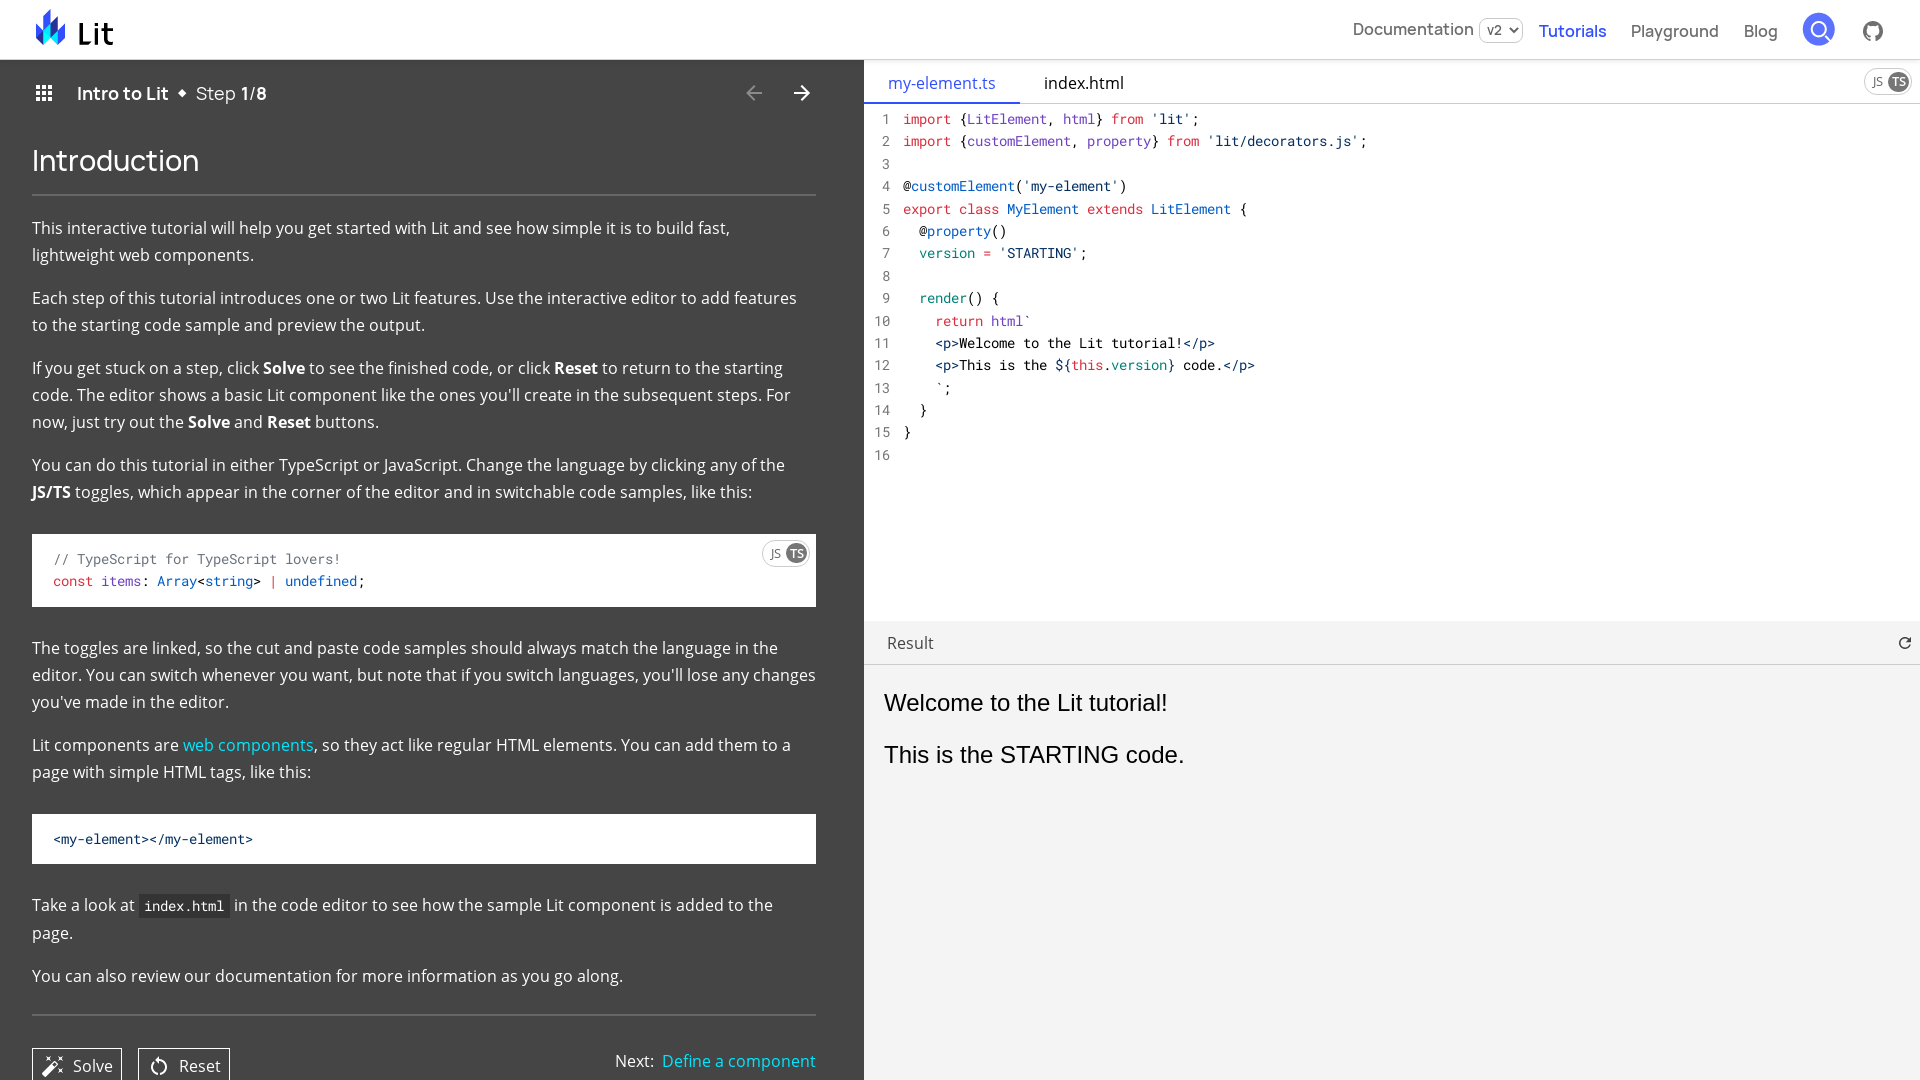 Lit
Documentation v2 Tutorials Playground Blog
Intro to Lit Step 1/8
Introduction
This interactive tutorial will help you get started with Lit and see how simple it is to build fast,
lightweight web components.
Each step of this tutorial introduces one or two Lit features. Use the interactive editor to add features
to the starting code sample and preview the output.
If you get stuck on a step, click Solve to see the finished code, or click Reset to return to the starting
code. The editor shows a basic Lit component like the ones you'll create in the subsequent steps. For
now, just try out the Solve and Reset buttons.
You can do this tutorial in either TypeScript or JavaScript. Change the language by clicking any of the
JS/TS toggles, which appear in the corner of the editor and in switchable code samples, like this:
JS TS
// TypeScript for TypeScript lovers!
const items: Array<string> | undefined;
The toggles are linked, so the cut and paste code samples should always match the language in the
editor. You can switch whenever you want, but note that if you switch languages, you'll lose any changes
you've made in the editor.
Lit components are web components, so they act like regular HTML elements. You can add them to a
page with simple HTML tags, like this:
<my-element></my-element>
Take a look at index.html in the code editor to see how the sample Lit component is added to the
page.
You can also review our documentation for more information as you go along.
Solve Reset Next: Define a component
my-element.ts index.html JS TS
1 import {LitElement, html} from 'lit';
2 import {customElement, property} from 'lit/decorators.js';
3
4 @customElement('my-element')
5 export class MyElement extends LitElement {
6   @property()
7   version = 'STARTING';
8
9   render() {
10     return html`
11     <p>Welcome to the Lit tutorial!</p>
12     <p>This is the ${this.version} code.</p>
13     `;
14   }
15 }
16
Result
Welcome to the Lit tutorial!
This is the STARTING code.